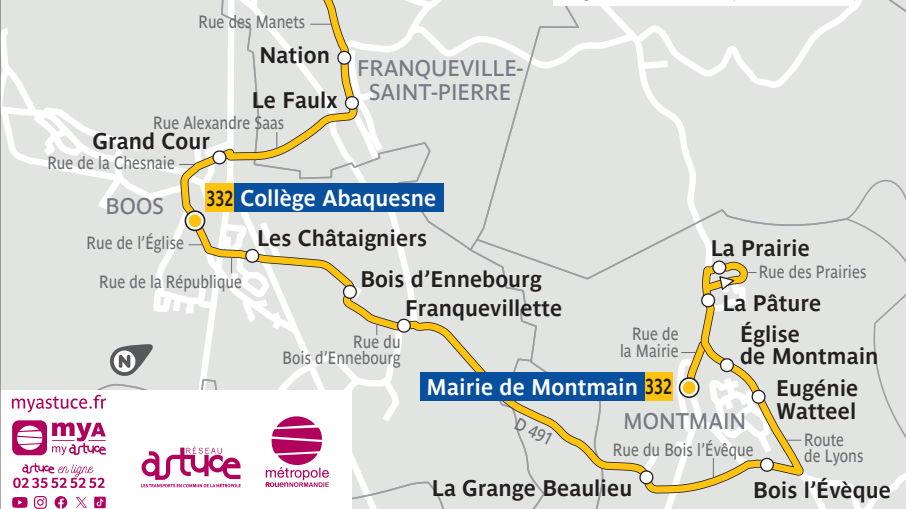 Rue des Manets
Nation
FRANQUEVILLE-
SAINT-PIERRE
Le Faulx
Rue Alexandre Saas
Grand Cour
Rue de la Chesnaie
332 Collège Abaquesne
BOOS
Rue de l'Église
Les Châtaigniers
Rue de la République
Bois d'Ennebourg
Franquevillette
Rue du
Bois d'Ennebourg
La Prairie
Rue des Prairies
La Pâture
Rue de
la Mairie
Église
de Montmain
Mairie de Montmain 332
Eugénie
Watteel
MONTMAIN
D 491
Route
de Lyons
Rue du Bois l'Évêque
La Grange Beaulieu
Bois l'Évèque
N
myastuce.fr
myA
my astuce
astuce en ligne
02 35 52 52 52
RÉSEAU
astuce
LES TRANSPORTS EN COMMUN DE LA MÉTROPOLE
métropole
ROUENNORMANDIE